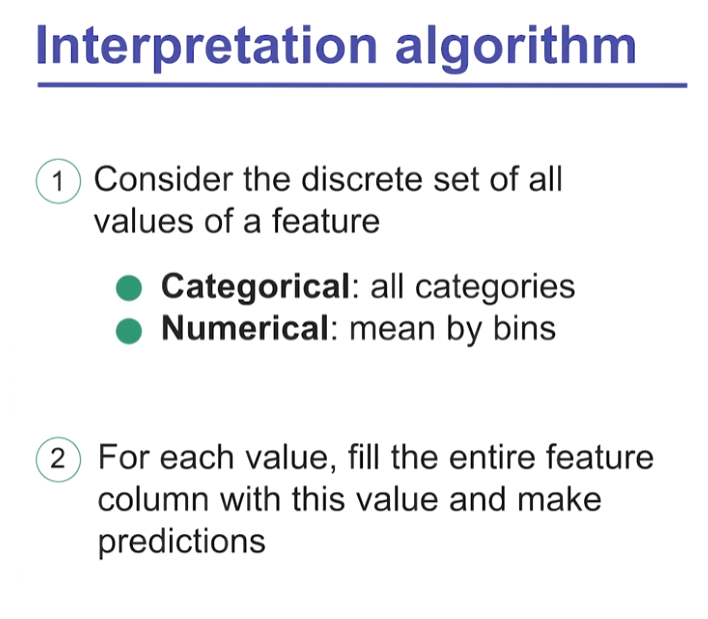 Interpretation algorithm
1 Consider the discrete set of all
values of a feature
Categorical: all categories
Numerical: mean by bins
2 For each value, fill the entire feature
column with this value and make
predictions